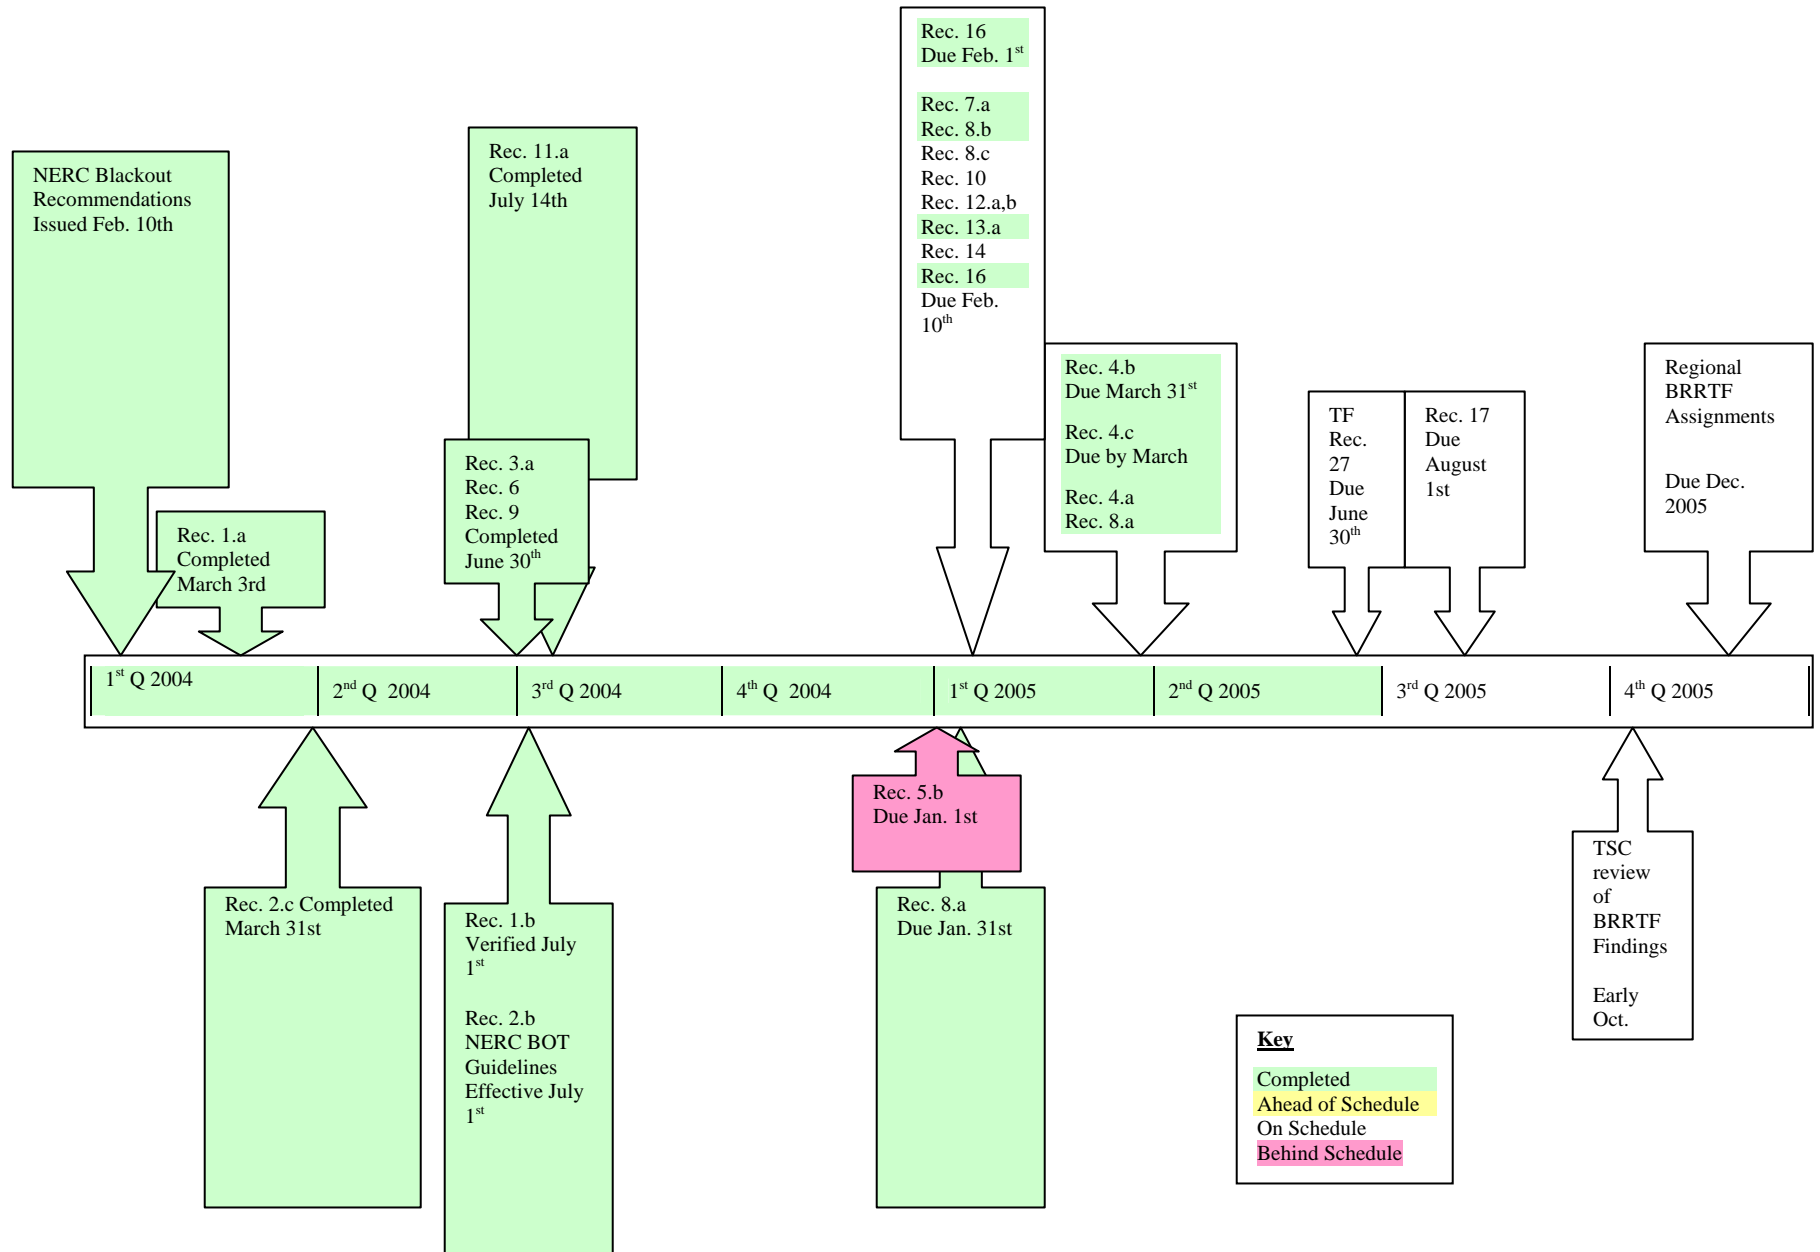 NERC Blackout
Recommendations
Issued Feb. 10th
Rec. 1.a
Completed
March 3rd
Rec. 11.a
Completed
July 14th
Rec. 3.a
Rec. 6
Rec. 9
Completed
June 30th
Rec. 16
Due Feb. 1st
Rec. 7.a
Rec. 8.b
Rec. 8.c
Rec. 10
Rec. 12.a,b
Rec. 13.a
Rec. 14
Rec. 16
Due Feb.
10th
Rec. 4.b
Due March 31st
Rec. 4.c
Due by March
Rec. 4.a
Rec. 8.a
TF
Rec.
27
Due
June
30th
Rec. 17
Due
August
1st
Regional
BRRTF
Assignments
Due Dec.
2005
1st Q 2004
2nd Q 2004
3rd Q 2004
4th Q 2004
1st Q 2005
2nd Q 2005
3rd Q 2005
4th Q 2005
Rec. 2.c Completed
March 31st
Rec. 1.b
Verified July
1st
Rec. 2.b
NERC BOT
Guidelines
Effective July
1st
Rec. 5.b
Due Jan. 1st
Rec. 8.a
Due Jan. 31st
TSC
review
of
BRRTF
Findings
Early
Oct.
Key
Completed
Ahead of Schedule
On Schedule
Behind Schedule